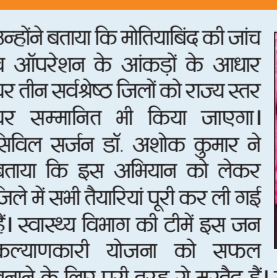 उन्होंने बताया कि मोतियाबिंद की जांच
व ऑपरेशन के आंकड़ों के आधार
पर तीन सर्वश्रेष्ठ जिलों को राज्य स्तर
पर सम्मानित भी किया जाएगा।
सिविल सर्जन डॉ. अशोक कुमार ने
बताया कि इस अभियान को लेकर
जिले में सभी तैयारियां पूरी कर ली गई
हैं। स्वास्थ्य विभाग की टीमें इस जन
कल्याणकारी योजना को सफल
बनाने के लिए पूरी तरह से मुस्तैद हैं।